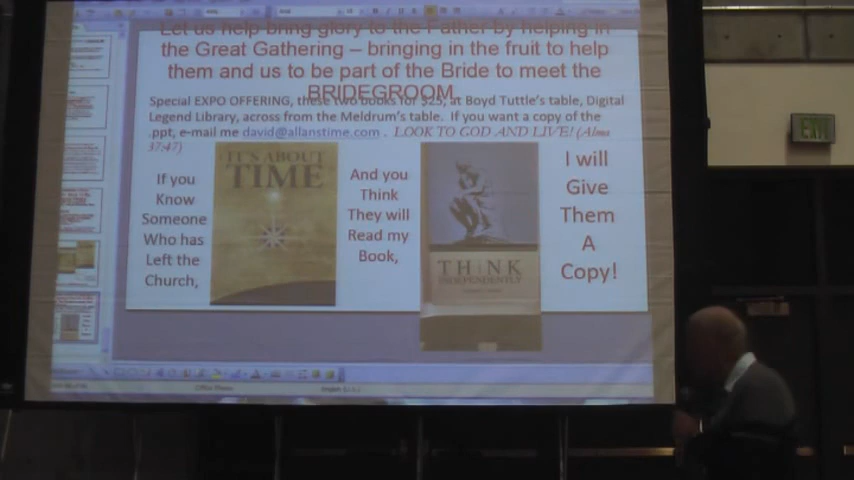 Let us help bring glory to the Father by helping in
the Great Gathering – bringing in the fruit to help
them and us to be part of the Bride to meet the
BRIDEGROOM.
Special EXPO OFFERING, these two books for $25, at Boyd Tuttle's table, Digital
Legend Library, across from the Meldrum's table. If you want a copy of the
ppt, e-mail me david@allanstime.com . LOOK TO GOD AND LIVE! (Alma
37:47)
If you
Know
Someone
Who has
Left the
Church,
IT'S ABOUT
TIME
And you
Think
They will
Read my
Book,
THiNK
INDEPENDENTLY
I will
Give
Them
A
Copy!
EXIT